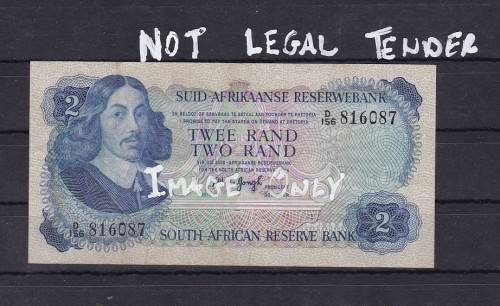 NOT LEGAL TENDER
2
SUID-AFRIKAANSE RESERWEBANK
D/156 816087
TWEE RAND
TWO RAND
IMAGE ONLY
D/156 816087
2
SOUTH AFRICAN RESERVE BANK